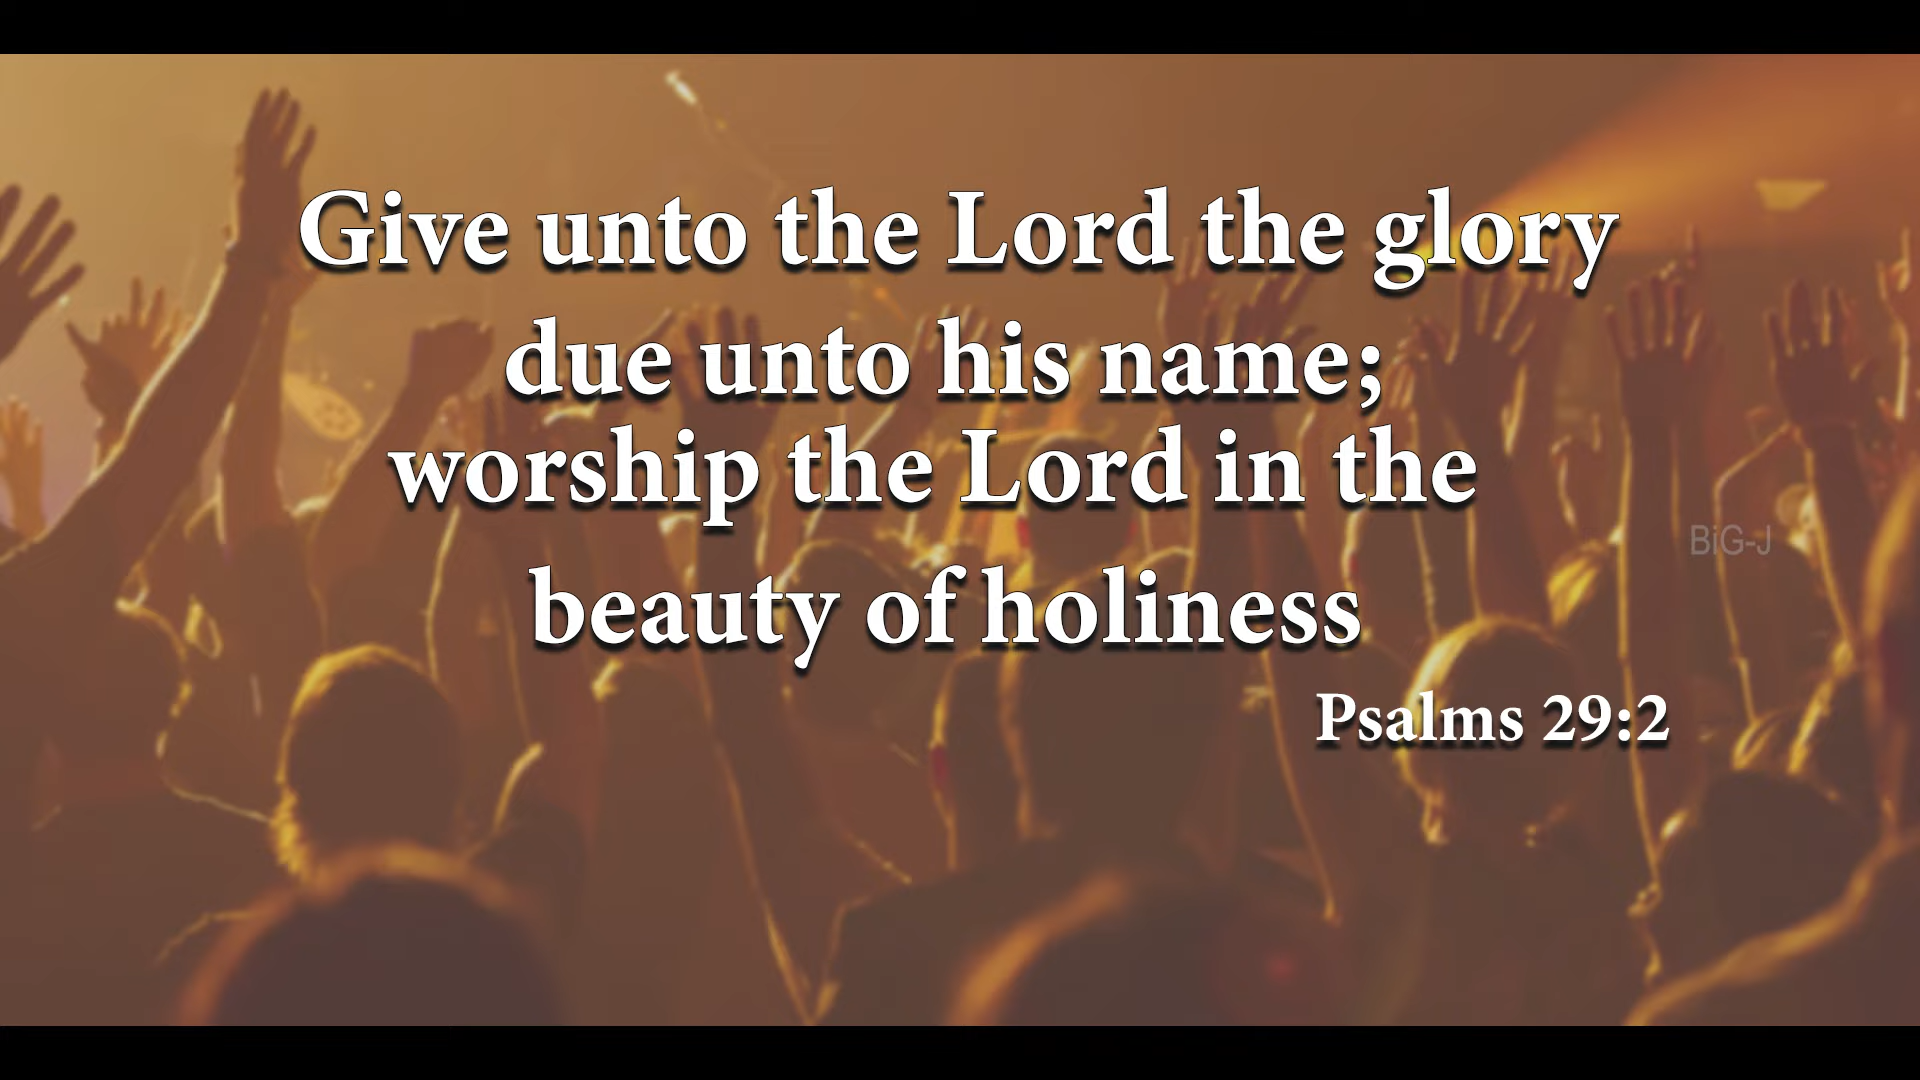 Give unto the Lord the glory
due unto his name;
worship the Lord in the
beauty of holiness
BiG-J
Psalms 29:2